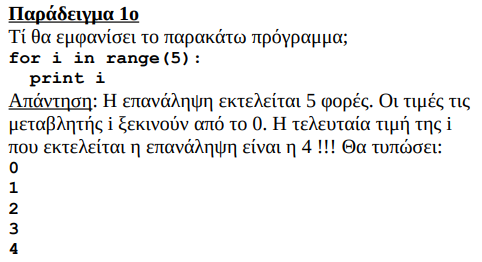 Παράδειγμα 1ο
Τί θα εμφανίσει το παρακάτω πρόγραμμα;
for i in range(5):
  print i
Απάντηση: Η επανάληψη εκτελείται 5 φορές. Οι τιμές τις
μεταβλητής i ξεκινούν από το 0. Η τελευταία τιμή της i
που εκτελείται η επανάληψη είναι η 4 !!! Θα τυπώσει:
0
1
2
3
4